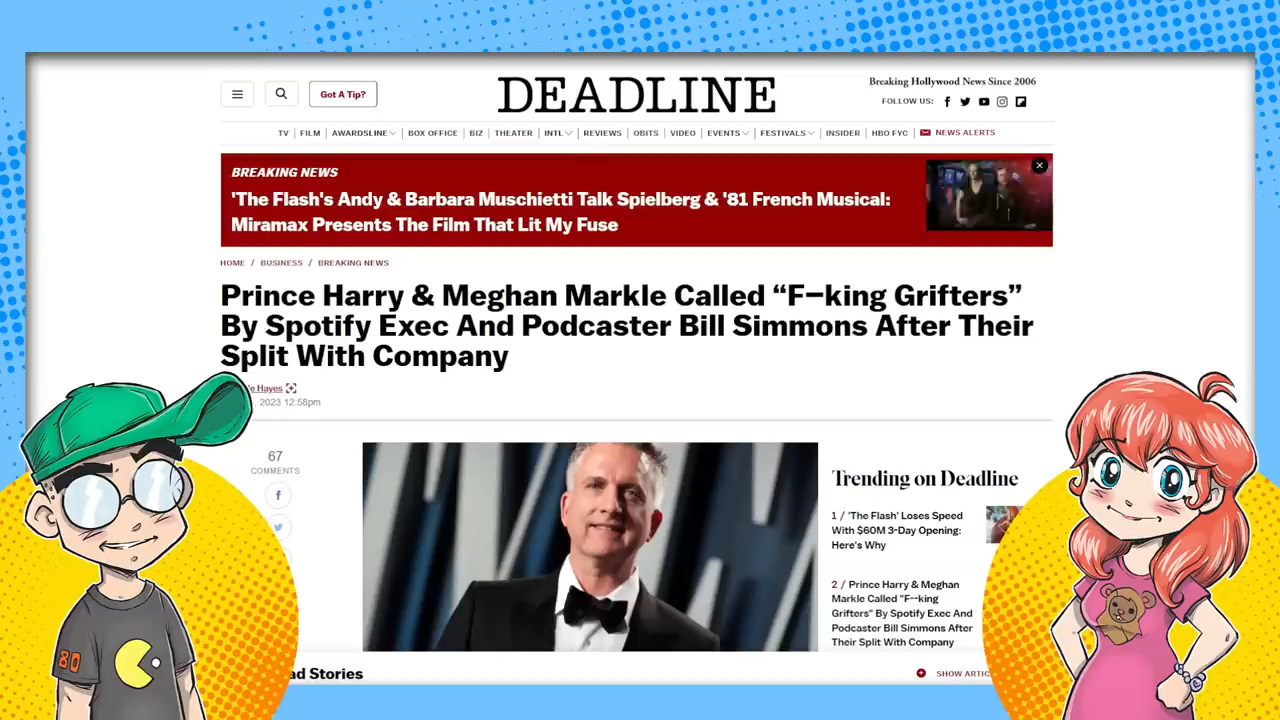 Got A Tip?
DEADLINE
Breaking Hollywood News Since 2006
FOLLOW US:
TV | FILM | AWARDSLINE | BOX OFFICE | BIZ | THEATER | INTL | REVIEWS | OBITS | VIDEO | EVENTS | FESTIVALS | INSIDER | HBO FYC | NEWS ALERTS
BREAKING NEWS
'The Flash's Andy & Barbara Muschietti Talk Spielberg & '81 French Musical:
Miramax Presents The Film That Lit My Fuse
HOME / BUSINESS / BREAKING NEWS
Prince Harry & Meghan Markle Called “F—king Grifters”
By Spotify Exec And Podcaster Bill Simmons After Their
Split With Company
Hayes
2023 12:58pm
67
COMMENTS
Trending on Deadline
1 / 'The Flash' Loses Speed
With $60M 3-Day Opening:
Here's Why
2 / Prince Harry & Meghan
Markle Called "F--king
Grifters" By Spotify Exec And
Podcaster Bill Simmons After
Their Split With Company
Stories
SHOW
80